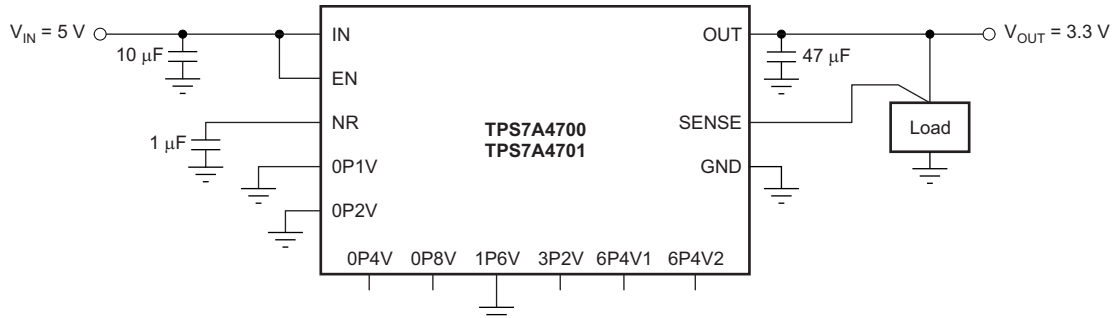 V_IN = 5 V
10 μF
IN
EN
NR
1 μF
0P1V
0P2V
TPS7A4700
TPS7A4701
OUT
SENSE
GND
47 μF
V_OUT = 3.3 V
Load
0P4V 0P8V 1P6V 3P2V 6P4V1 6P4V2